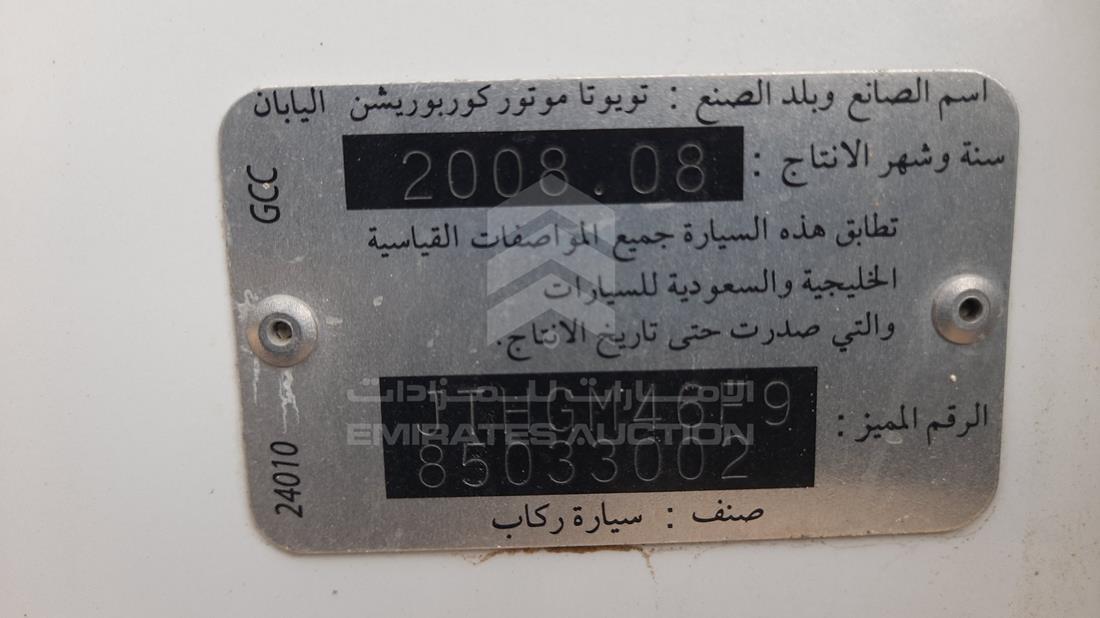 اسم الصانع وبلد الصنع : تويوتا موتور كوربوريشن اليابان
سنة وشهر الانتاج : 2008.08
تطابق هذه السيارة جميع المواصفات القياسية
الخليجية والسعودية للسيارات
والتي صدرت حتى تاريخ الانتاج.
الرقم المميز : JTHGM46F9
85033002
صنف : سيارة ركاب
GCC
24010
الامارات للمزادات
EMIRATES AUCTION